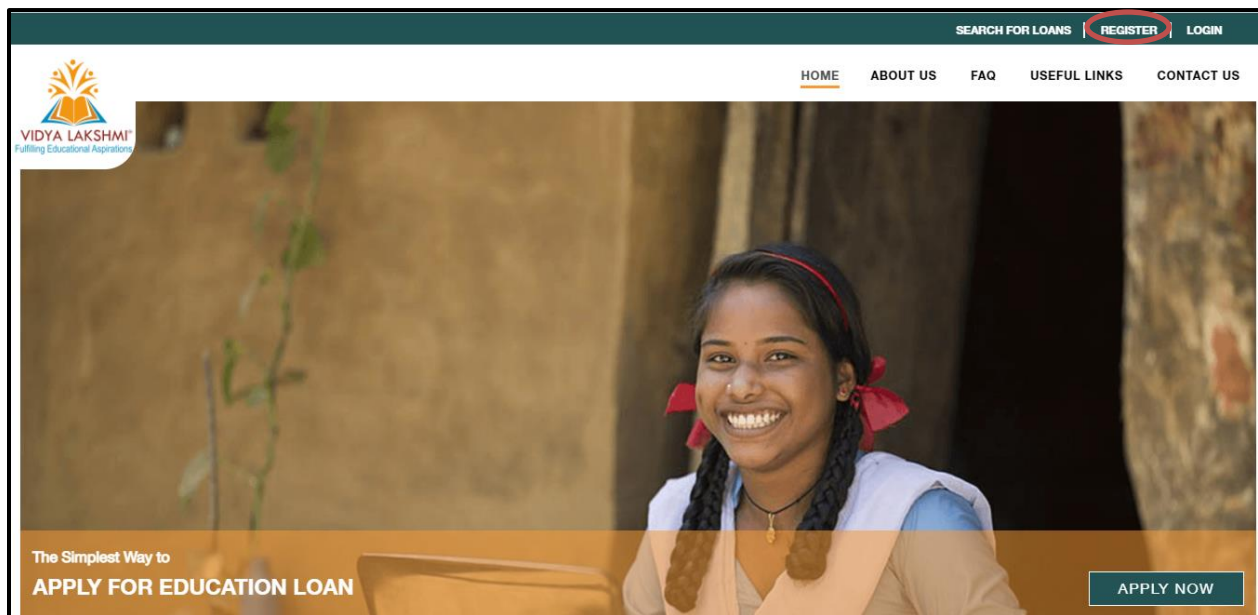 SEARCH FOR LOANS | REGISTER | LOGIN
HOME ABOUT US FAQ USEFUL LINKS CONTACT US
VIDYA LAKSHMI®
Fulfilling Educational Aspirations
The Simplest Way to
APPLY FOR EDUCATION LOAN
APPLY NOW